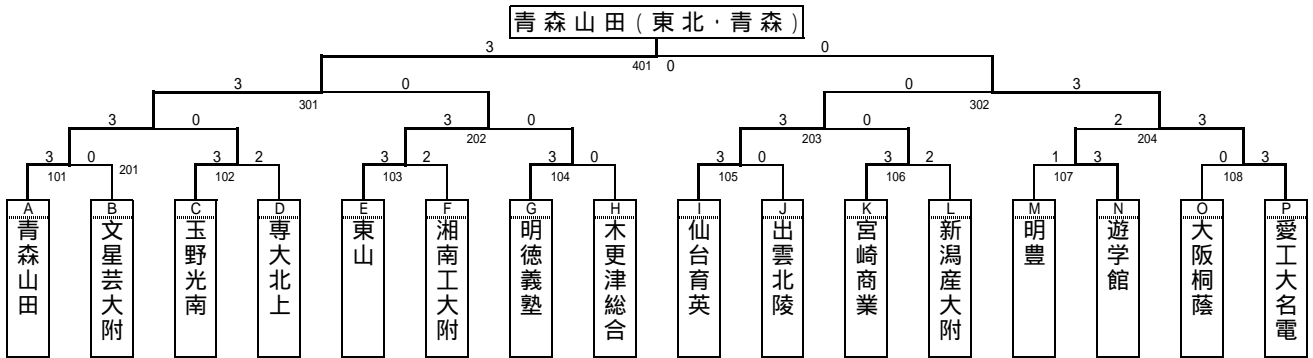 青森山田(東北・青森)
3 0
401 0
3 0 0 3
301 302
3 0 3 0 3 0 2 3
202 203 204
3 0 201 3 2 3 2 3 0 3 0 3 2 1 3 0 3
101 102 103 104 105 106 107 108
A B C D E F G H I J K L M N O P
青森山田
文星芸大附
玉野光南
専大北上
東山
湘南工大附
明徳義塾
木更津総合
仙台育英
出雲北陵
宮崎商業
新潟産大附
明豊
遊学館
大阪桐蔭
愛工大名電